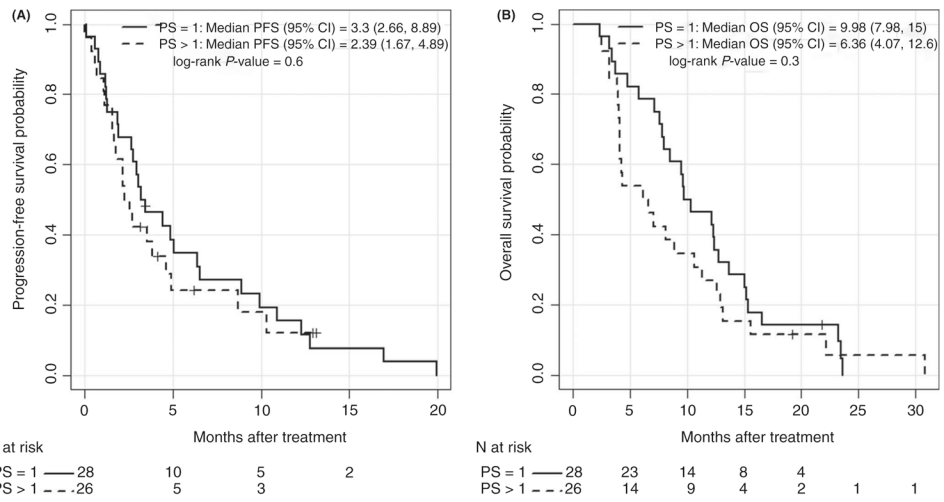 (A)
PS = 1: Median PFS (95% CI) = 3.3 (2.66, 8.89)
PS > 1: Median PFS (95% CI) = 2.39 (1.67, 4.89)
log-rank P-value = 0.6
Progression-free survival probability
1.0
0.8
0.6
0.4
0.2
0.0
0 5 10 15 20
Months after treatment
at risk
PS = 1 28 10 5 2
PS > 1 26 5 3
(B)
PS = 1: Median OS (95% CI) = 9.98 (7.98, 15)
PS > 1: Median OS (95% CI) = 6.36 (4.07, 12.6)
log-rank P-value = 0.3
Overall survival probability
1.0
0.8
0.6
0.4
0.2
0.0
0 5 10 15 20 25 30
Months after treatment
N at risk
PS = 1 28 23 14 8 4
PS > 1 26 14 9 4 2 1 1